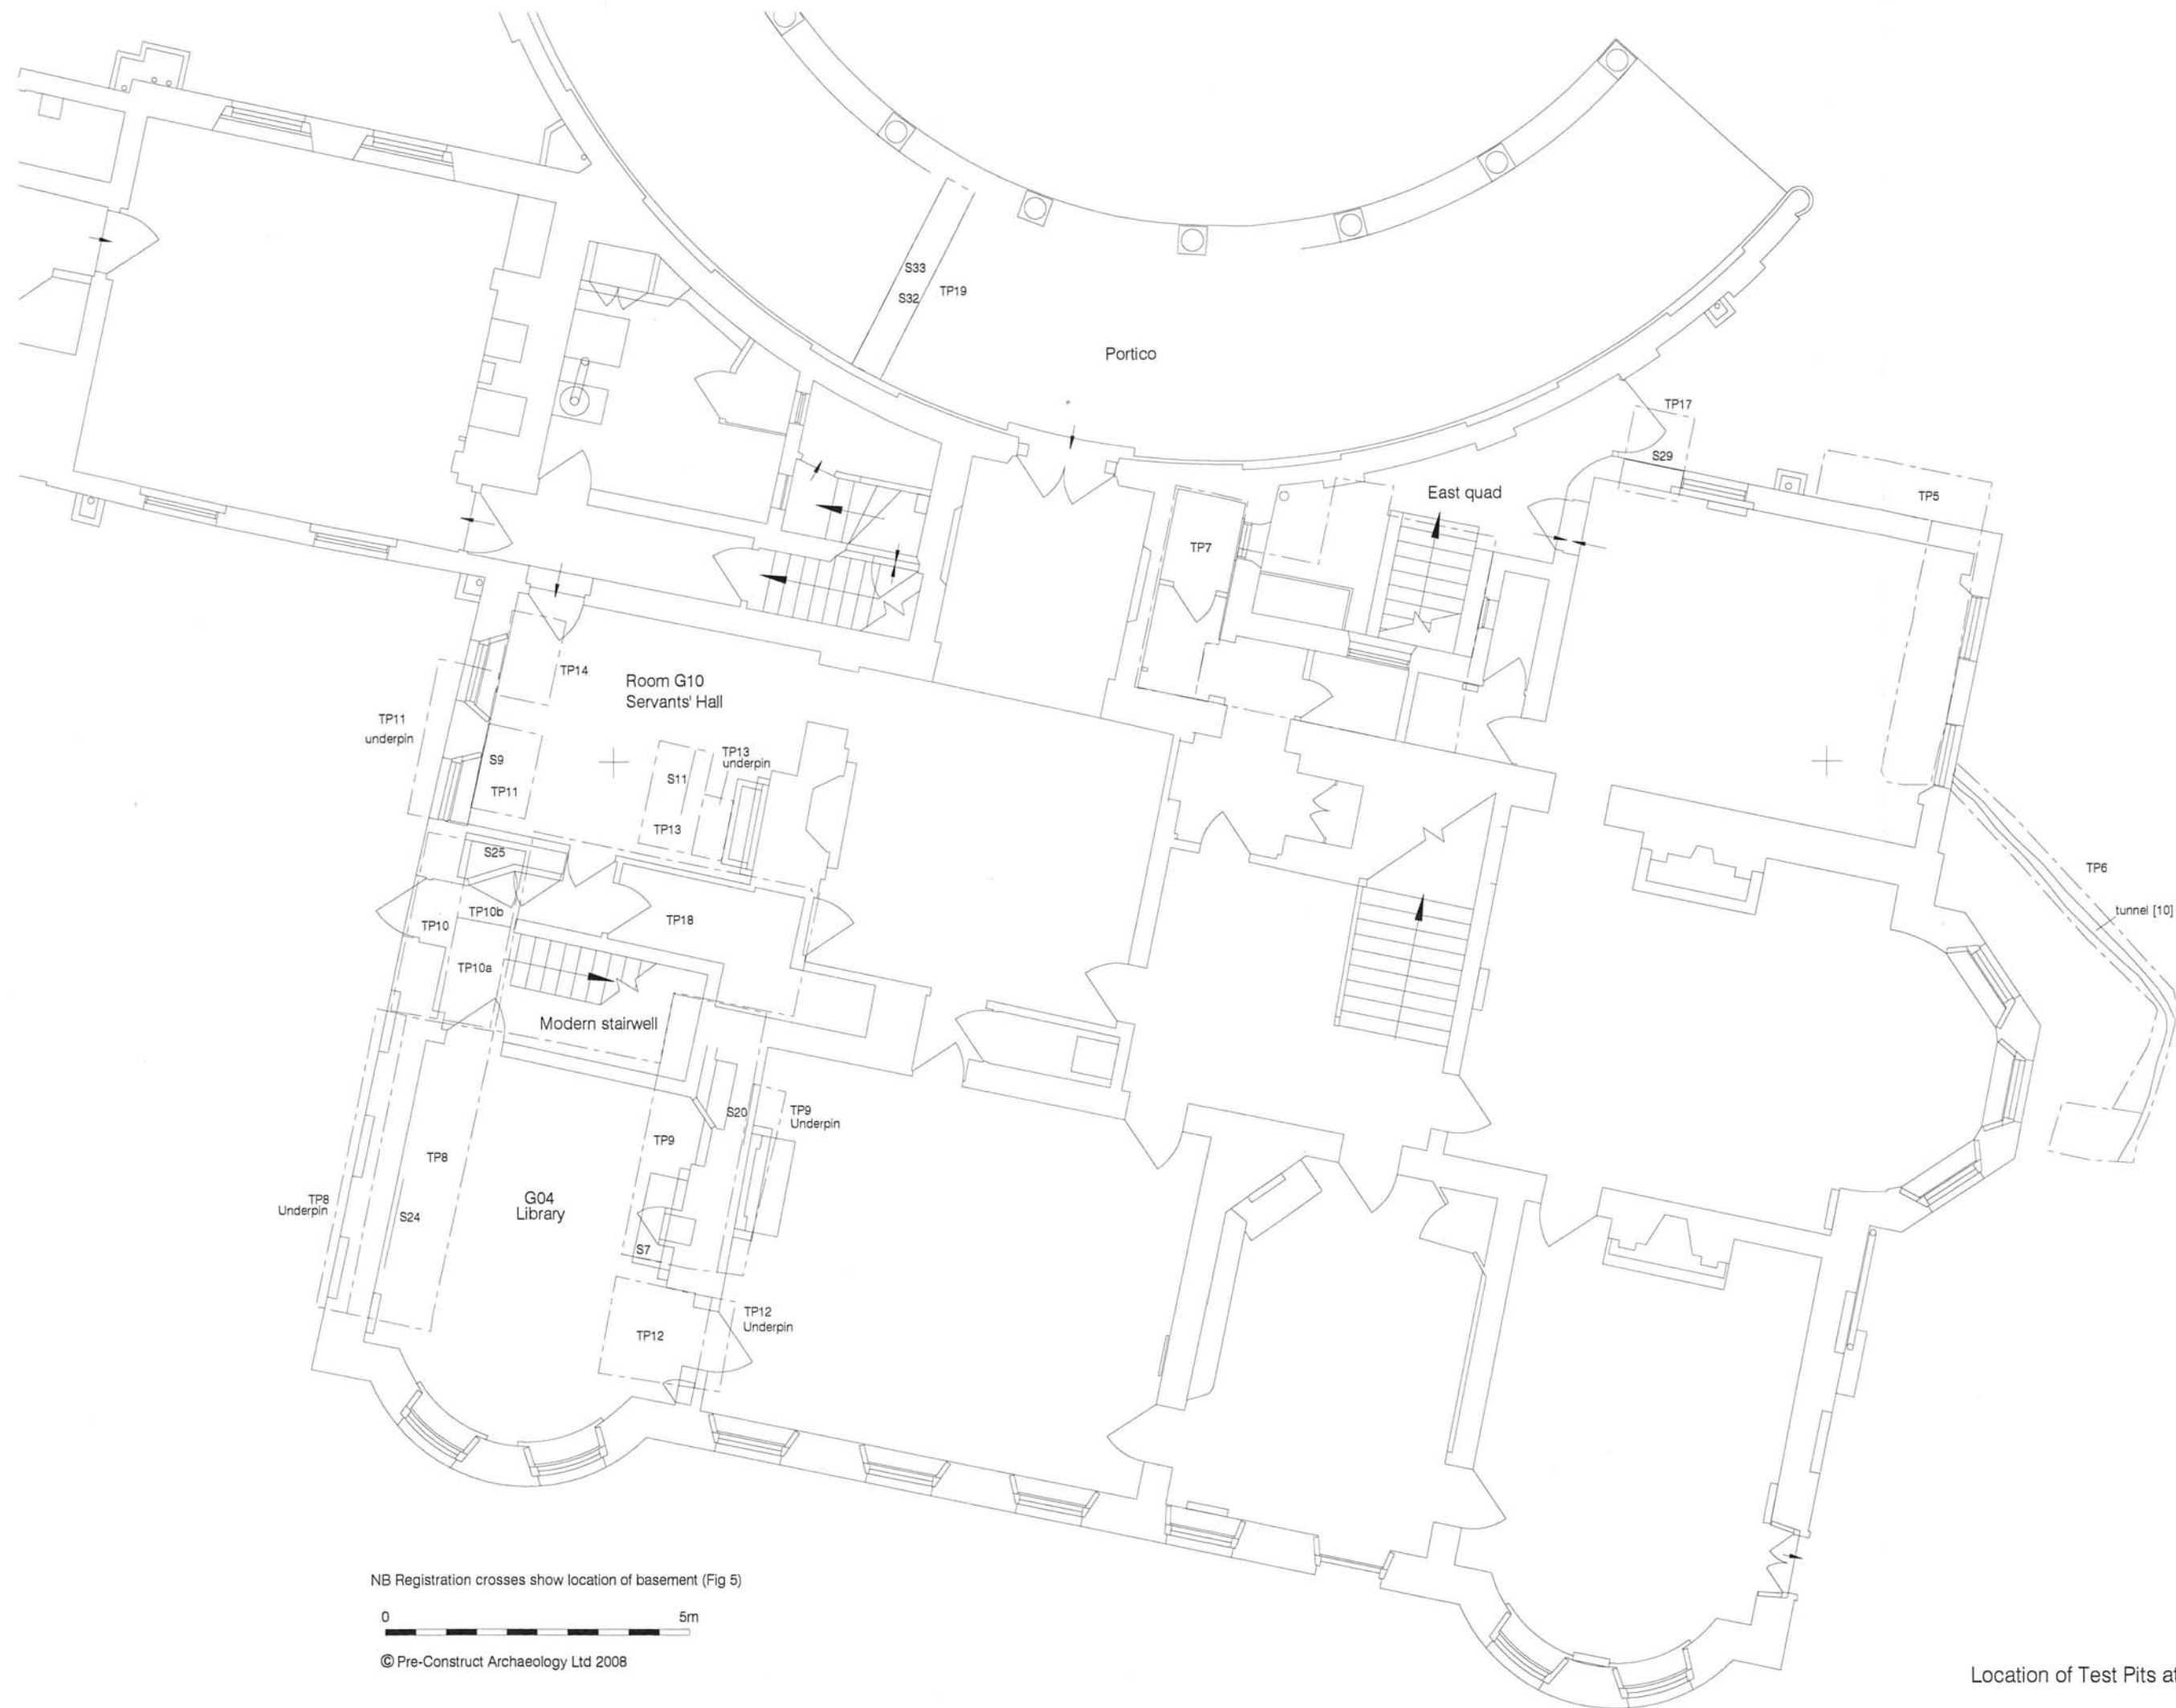 S33
S32
TP19
Portico
TP17
S29
East quad
TP5
TP7
TP14
Room G10
Servants' Hall
TP11
underpin
S9
TP11
S11
TP13
underpin
TP13
S25
TP10b
TP10
TP18
TP10a
Modern stairwell
TP6
tunnel [10]
S20
TP9
Underpin
TP9
TP8
TP8
Underpin
S24
G04
Library
S7
TP12
TP12
Underpin
NB Registration crosses show location of basement (Fig 5)
0 5m
© Pre-Construct Archaeology Ltd 2008
Location of Test Pits at